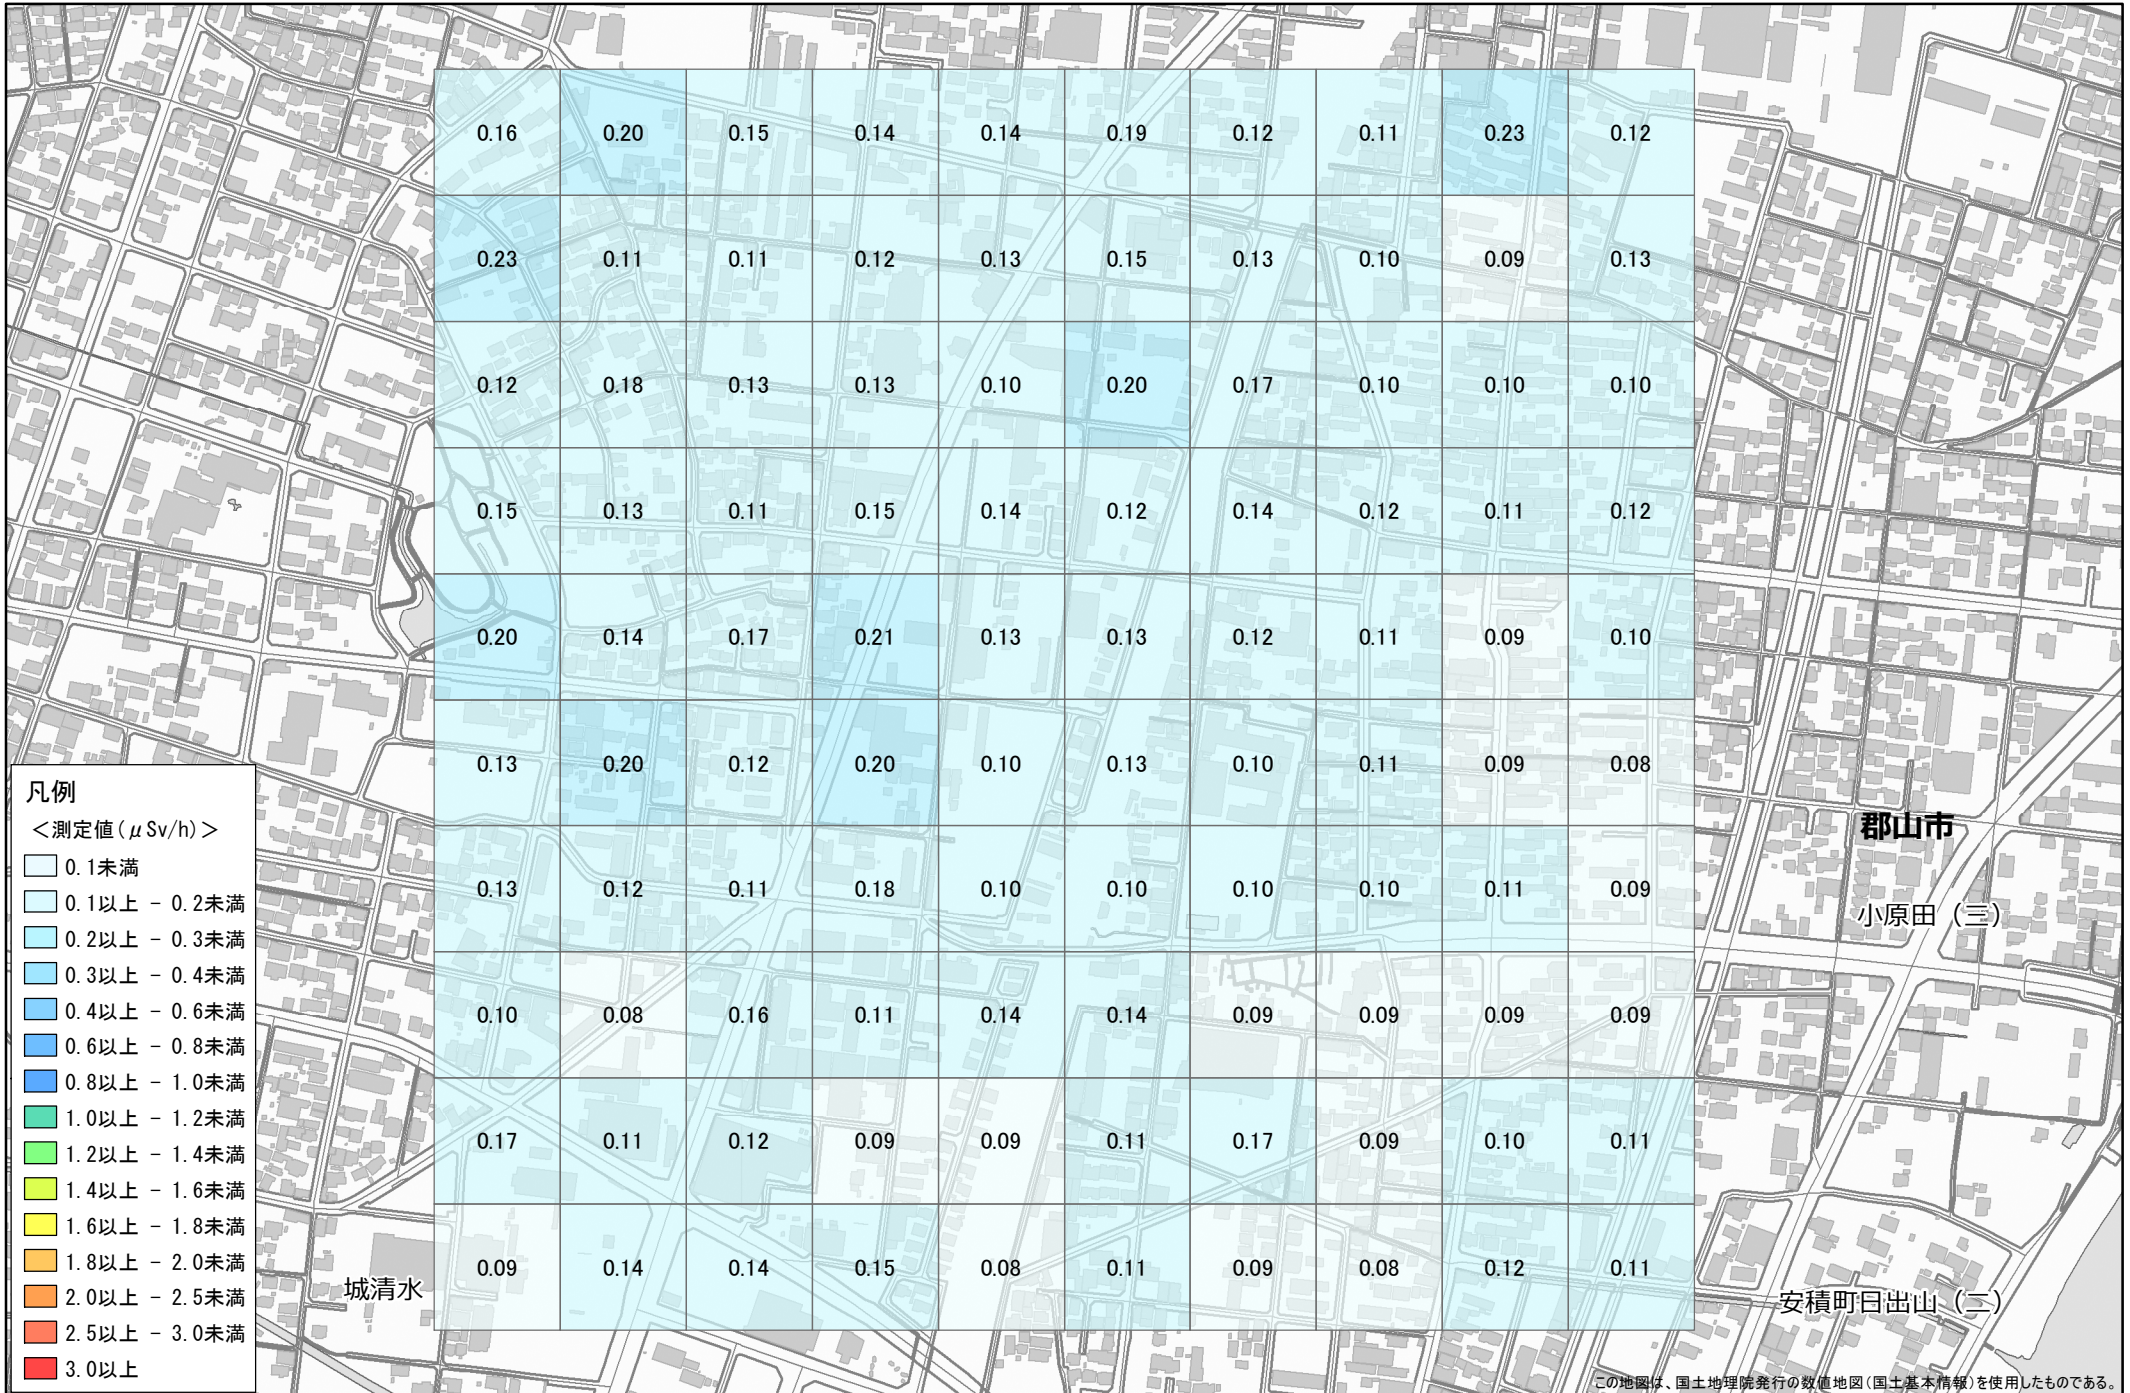 0.16 0.20 0.15 0.14 0.14 0.19 0.12 0.11 0.23 0.12
0.23 0.11 0.11 0.12 0.13 0.15 0.13 0.10 0.09 0.13
0.12 0.18 0.13 0.13 0.10 0.20 0.17 0.10 0.10 0.10
0.15 0.13 0.11 0.15 0.14 0.12 0.14 0.12 0.11 0.12
0.20 0.14 0.17 0.21 0.13 0.13 0.12 0.11 0.09 0.10
0.13 0.20 0.12 0.20 0.10 0.13 0.10 0.11 0.09 0.08
0.13 0.12 0.11 0.18 0.10 0.10 0.10 0.10 0.11 0.09
0.10 0.08 0.16 0.11 0.14 0.14 0.09 0.09 0.09 0.09
0.17 0.11 0.12 0.09 0.09 0.11 0.17 0.09 0.10 0.11
0.09 0.14 0.14 0.15 0.08 0.11 0.09 0.08 0.12 0.11
郡山市
小原田（三）
城清水
安積町日出山（二）
凡例
＜測定値（μSv/h）＞
0.1未満
0.1以上 - 0.2未満
0.2以上 - 0.3未満
0.3以上 - 0.4未満
0.4以上 - 0.6未満
0.6以上 - 0.8未満
0.8以上 - 1.0未満
1.0以上 - 1.2未満
1.2以上 - 1.4未満
1.4以上 - 1.6未満
1.6以上 - 1.8未満
1.8以上 - 2.0未満
2.0以上 - 2.5未満
2.5以上 - 3.0未満
3.0以上
この地図は、国土地理院発行の数値地図（国土基本情報）を使用したものである。